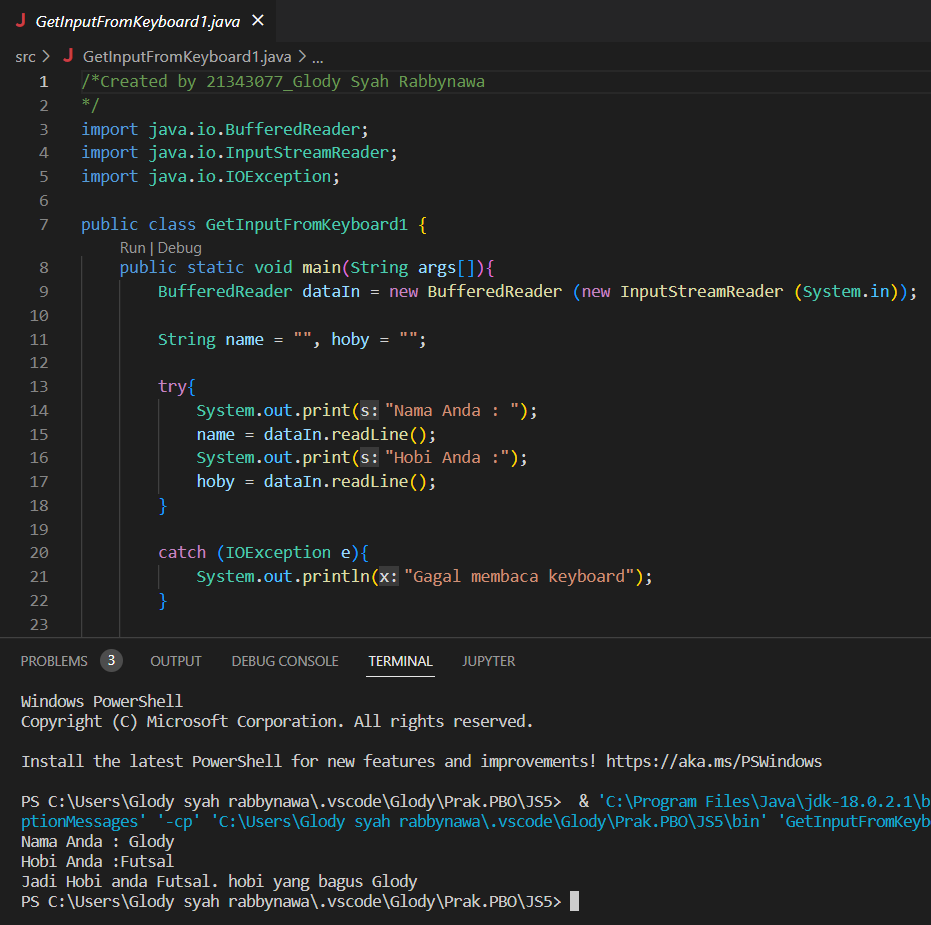 GetInputFromKeyboard1.java
src > GetInputFromKeyboard1.java > ...
1 /*Created by 21343077_Glody Syah Rabbynawa
2 */
3 import java.io.BufferedReader;
4 import java.io.InputStreamReader;
5 import java.io.IOException;
6
7 public class GetInputFromKeyboard1 {
Run | Debug
8 public static void main(String args[]){
9 BufferedReader dataIn = new BufferedReader (new InputStreamReader (System.in));
10
11 String name = "", hoby = "";
12
13 try{
14 System.out.print(s: "Nama Anda : ");
15 name = dataIn.readLine();
16 System.out.print(s: "Hobi Anda :");
17 hoby = dataIn.readLine();
18 }
19
20 catch (IOException e){
21 System.out.println(x: "Gagal membaca keyboard");
22 }
23
PROBLEMS 3 OUTPUT DEBUG CONSOLE TERMINAL JUPYTER
Windows PowerShell
Copyright (C) Microsoft Corporation. All rights reserved.
Install the latest PowerShell for new features and improvements! https://aka.ms/PSWindows
PS C:\Users\Glody syah rabbynawa\.vscode\Glody\Prak.PBO\JS5> & 'C:\Program Files\Java\jdk-18.0.2.1\b
ptionMessages' '-cp' 'C:\Users\Glody syah rabbynawa\.vscode\Glody\Prak.PBO\JS5\bin' 'GetInputFromKeyb
Nama Anda : Glody
Hobi Anda :Futsal
Jadi Hobi anda Futsal. hobi yang bagus Glody
PS C:\Users\Glody syah rabbynawa\.vscode\Glody\Prak.PBO\JS5>